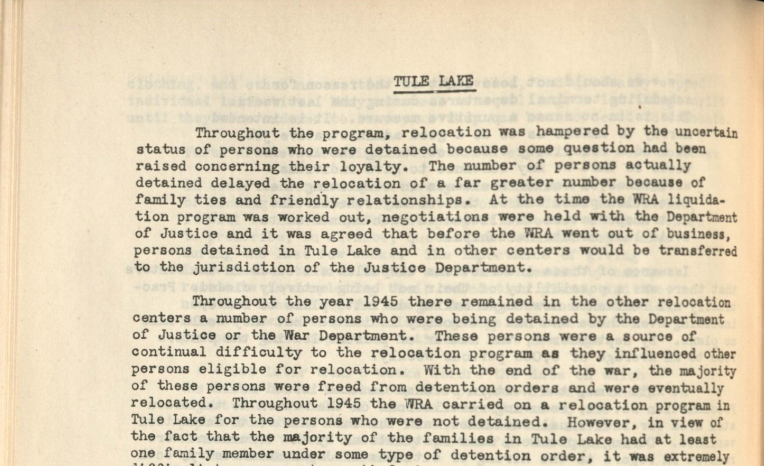 TULE LAKE
Throughout the program, relocation was hampered by the uncertain
status of persons who were detained because some question had been
raised concerning their loyalty. The number of persons actually
detained delayed the relocation of a far greater number because of
family ties and friendly relationships. At the time the WRA liquida-
tion program was worked out, negotiations were held with the Department
of Justice and it was agreed that before the WRA went out of business,
persons detained in Tule Lake and in other centers would be transferred
to the jurisdiction of the Justice Department.
Throughout the year 1945 there remained in the other relocation
centers a number of persons who were being detained by the Department
of Justice or the War Department. These persons were a source of
continual difficulty to the relocation program as they influenced other
persons eligible for relocation. With the end of the war, the majority
of these persons were freed from detention orders and were eventually
relocated. Throughout 1945 the WRA carried on a relocation program in
Tule Lake for the persons who were not detained. However, in view of
the fact that the majority of the families in Tule Lake had at least
one family member under some type of detention order, it was extremely